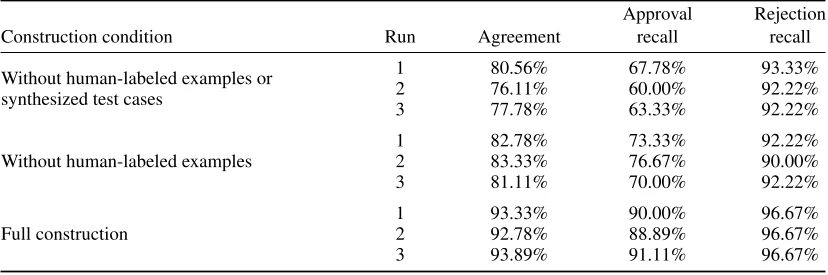 Construction condition Run Agreement Approval recall Rejection recall
Without human-labeled examples or synthesized test cases
1 80.56% 67.78% 93.33%
2 76.11% 60.00% 92.22%
3 77.78% 63.33% 92.22%
Without human-labeled examples
1 82.78% 73.33% 92.22%
2 83.33% 76.67% 90.00%
3 81.11% 70.00% 92.22%
Full construction
1 93.33% 90.00% 96.67%
2 92.78% 88.89% 96.67%
3 93.89% 91.11% 96.67%